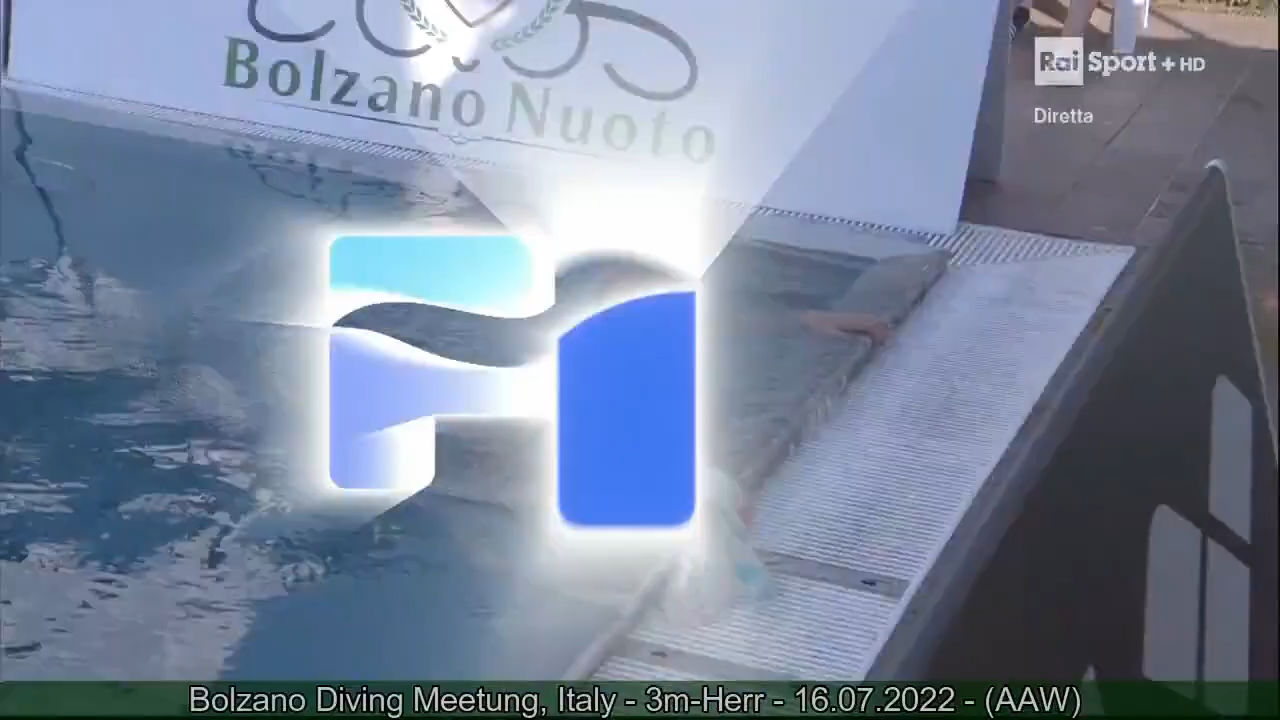 Bolzano Nuoto
Rai Sport + HD
Diretta
Bolzano Diving Meetung, Italy - 3m-Herr - 16.07.2022 - (AAW)